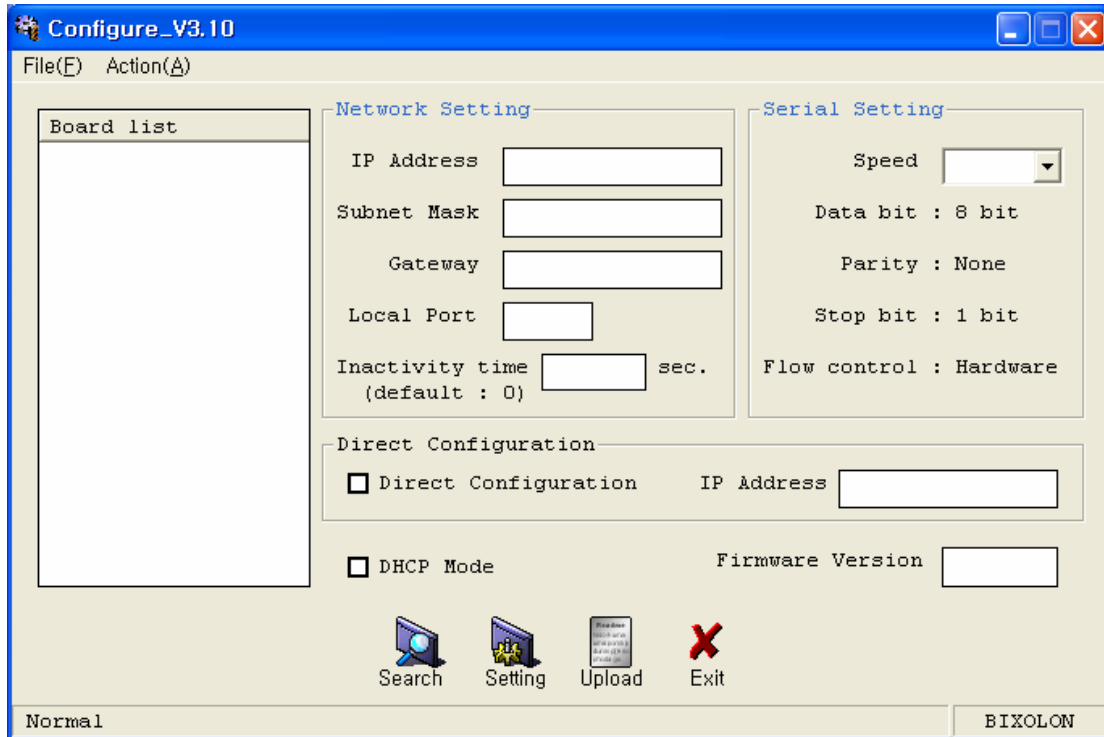 Configure_V3.10
File(F) Action(A)
Board list
Network Setting
IP Address
Subnet Mask
Gateway
Local Port
Inactivity time sec.
(default : 0)
Serial Setting
Speed
Data bit : 8 bit
Parity : None
Stop bit : 1 bit
Flow control : Hardware
Direct Configuration
Direct Configuration IP Address
DHCP Mode Firmware Version
Readme
Search Setting Upload Exit
Normal BIXOLON